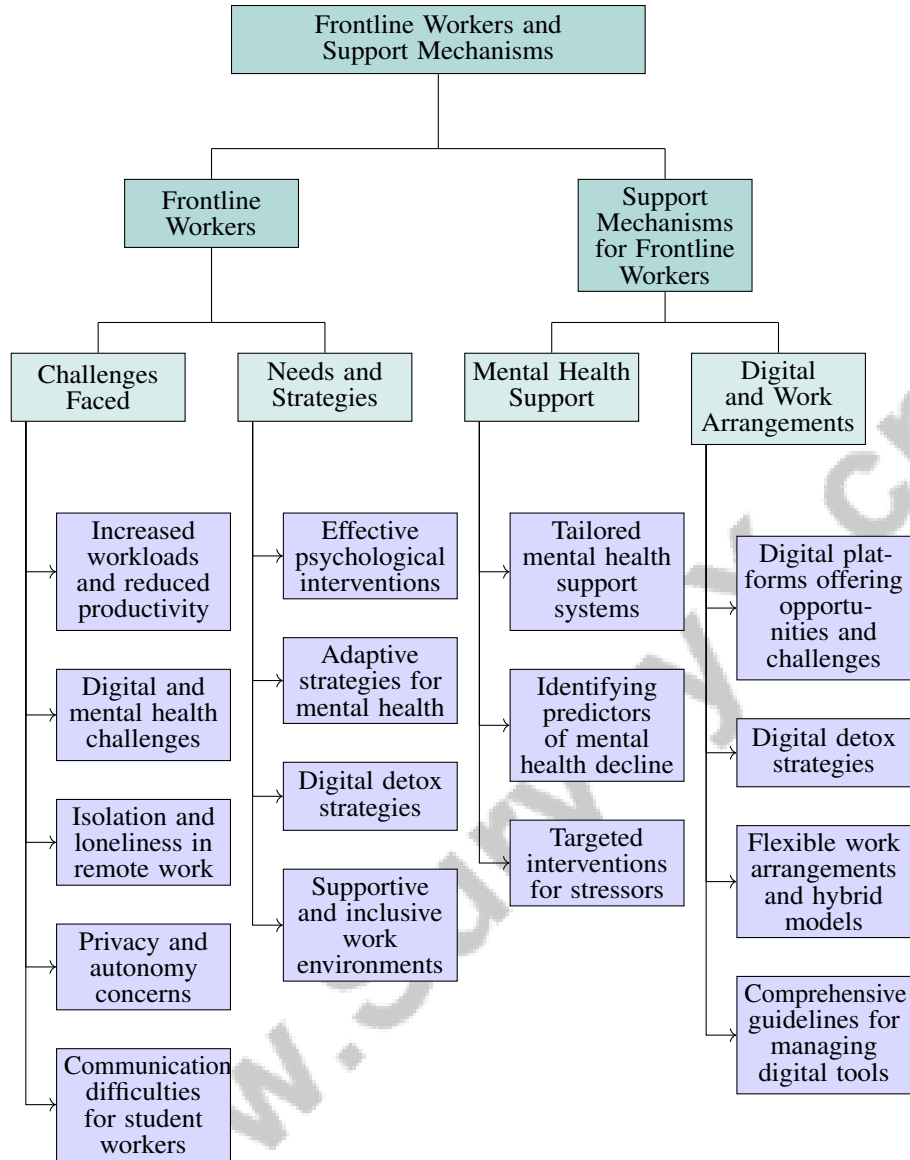 Frontline Workers and
Support Mechanisms
Frontline
Workers
Support
Mechanisms
for Frontline
Workers
Challenges
Faced
Needs and
Strategies
Mental Health
Support
Digital
and Work
Arrangements
Increased
workloads
and reduced
productivity
Digital and
mental health
challenges
Isolation and
loneliness in
remote work
Privacy and
autonomy
concerns
Communication
difficulties
for student
workers
Effective
psychological
interventions
Adaptive
strategies for
mental health
Digital detox
strategies
Supportive
and inclusive
work
environments
Tailored
mental health
support
systems
Identifying
predictors
of mental
health decline
Targeted
interventions
for stressors
Digital plat-
forms offering
opportu-
nities and
challenges
Digital detox
strategies
Flexible work
arrangements
and hybrid
models
Comprehensive
guidelines for
managing
digital tools